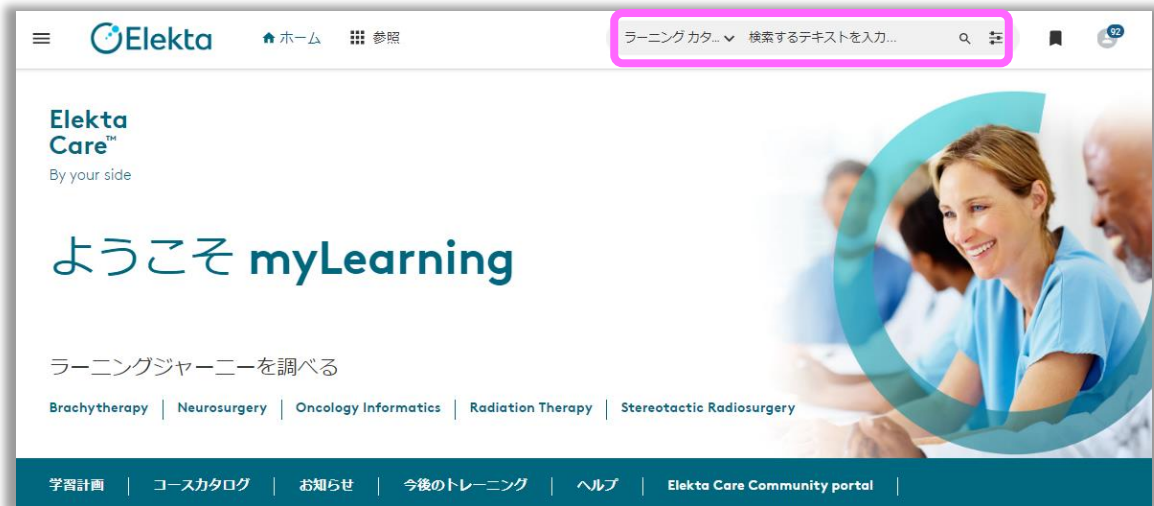 Elekta ホーム 参照 ラーニング カタ... 検索するテキストを入力... 92
Elekta
Care™
By your side
ようこそ myLearning
ラーニングジャーニーを調べる
Brachytherapy | Neurosurgery | Oncology Informatics | Radiation Therapy | Stereotactic Radiosurgery
学習計画 | コースカタログ | お知らせ | 今後のトレーニング | ヘルプ | Elekta Care Community portal |